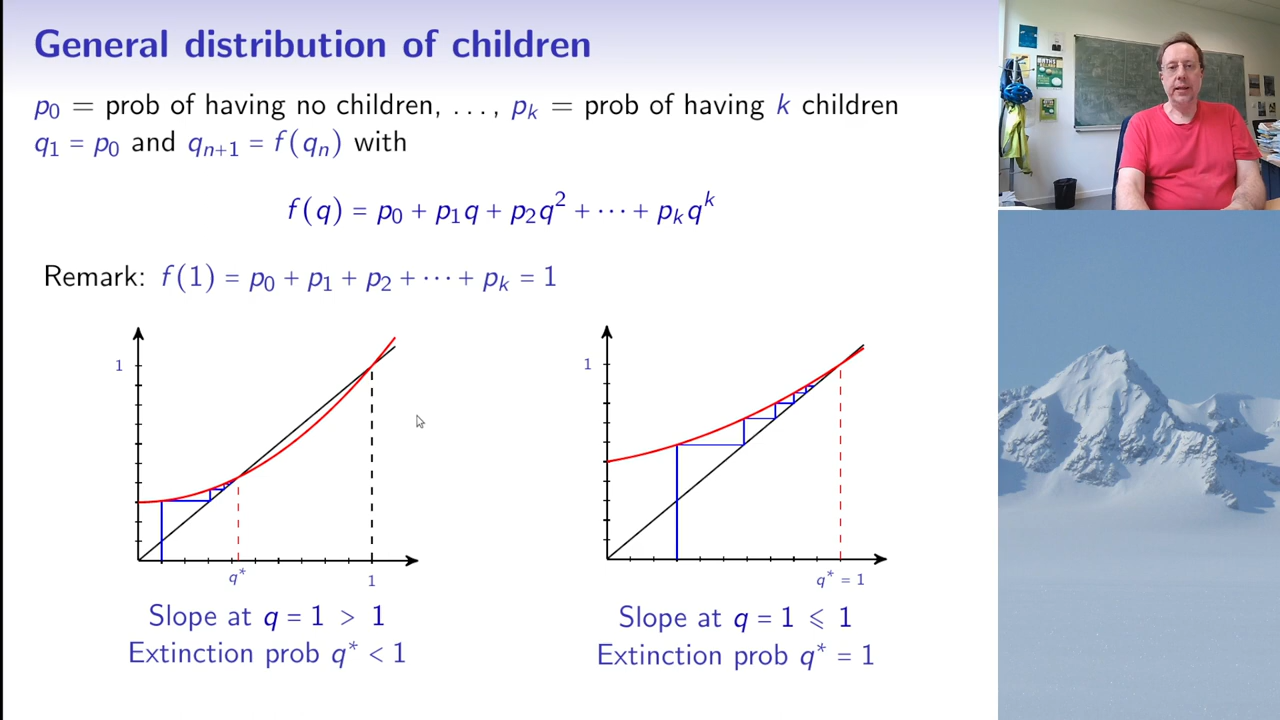 General distribution of children
p₀ = prob of having no children, . . . , pₖ = prob of having k children
q₁ = p₀ and qₙ₊₁ = f(qₙ) with
f(q) = p₀ + p₁q + p₂q² + ⋯ + pₖqᵏ
Remark: f(1) = p₀ + p₁ + p₂ + ⋯ + pₖ = 1
1
q*
1
Slope at q = 1 > 1
Extinction prob q* < 1
1
q* = 1
Slope at q = 1 ⩽ 1
Extinction prob q* = 1